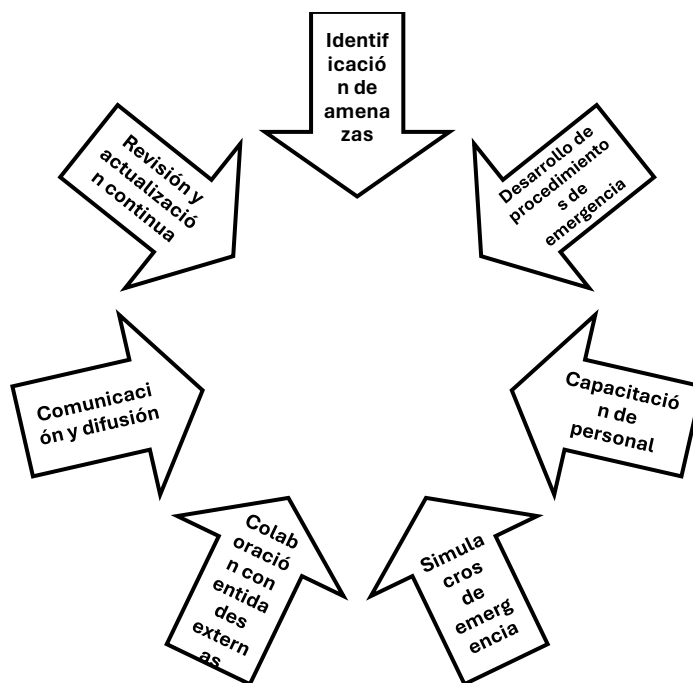 Identif
icació
n de
amena
zas
Desarrollo de
procedimiento
s de
emergencia
Capacitació
n de
personal
Simula
cros
de
emerg
encia
Colab
oració
n con
entida
des
extern
as
Comunicaci
ón y difusión
Revisión y
actualizació
n continua